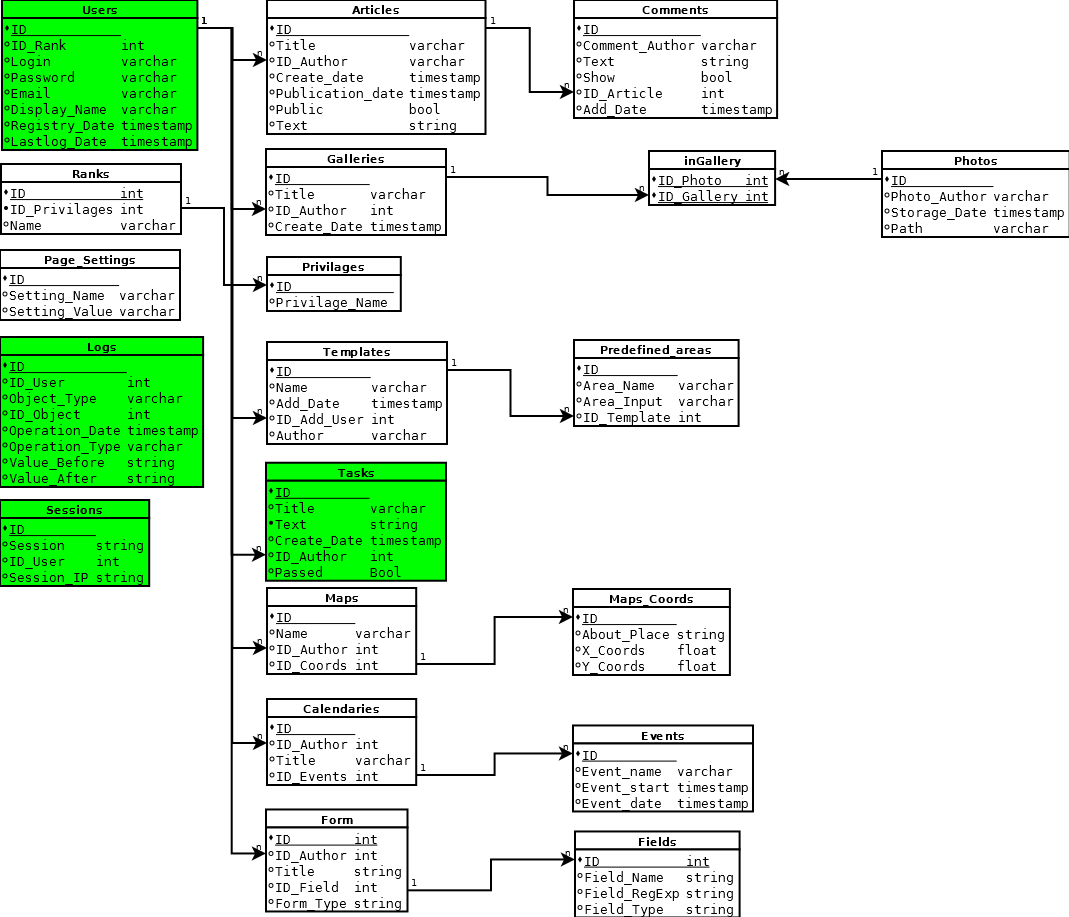 Users
ID
ID_Rank int
Login varchar
Password varchar
Email varchar
Display_Name varchar
Registry_Date timestamp
Lastlog_Date timestamp
1
Articles
ID
Title varchar
ID_Author varchar
Create_date timestamp
Publication_date timestamp
Public bool
Text string
n
1
Comments
ID
Comment_Author varchar
Text string
Show bool
ID_Article int
Add_Date timestamp
n
Ranks
ID int
ID_Privilages int
Name varchar
1
Galleries
ID
Title varchar
ID_Author int
Create_Date timestamp
n
1
inGallery
ID_Photo int
ID_Gallery int
n
n
1
Photos
ID
Photo_Author varchar
Storage_Date timestamp
Path varchar
Page_Settings
ID
Setting_Name varchar
Setting_Value varchar
Privilages
ID
Privilage_Name
n
Logs
ID
ID_User int
Object_Type varchar
ID_Object int
Operation_Date timestamp
Operation_Type varchar
Value_Before string
Value_After string
Templates
ID
Name varchar
Add_Date timestamp
ID_Add_User int
Author varchar
n
1
Predefined_areas
ID
Area_Name varchar
Area_Input varchar
ID_Template int
n
Sessions
ID
Session string
ID_User int
Session_IP string
Tasks
ID
Title varchar
Text string
Create_Date timestamp
ID_Author int
Passed Bool
n
Maps
ID
Name varchar
ID_Author int
ID_Coords int
n
1
Maps_Coords
ID
About_Place string
X_Coords float
Y_Coords float
n
Calendaries
ID
ID_Author int
Title varchar
ID_Events int
n
1
Events
ID
Event_name varchar
Event_start timestamp
Event_date timestamp
n
Form
ID int
ID_Author int
Title string
ID_Field int
Form_Type string
n
1
Fields
ID int
Field_Name string
Field_RegExp string
Field_Type string
n